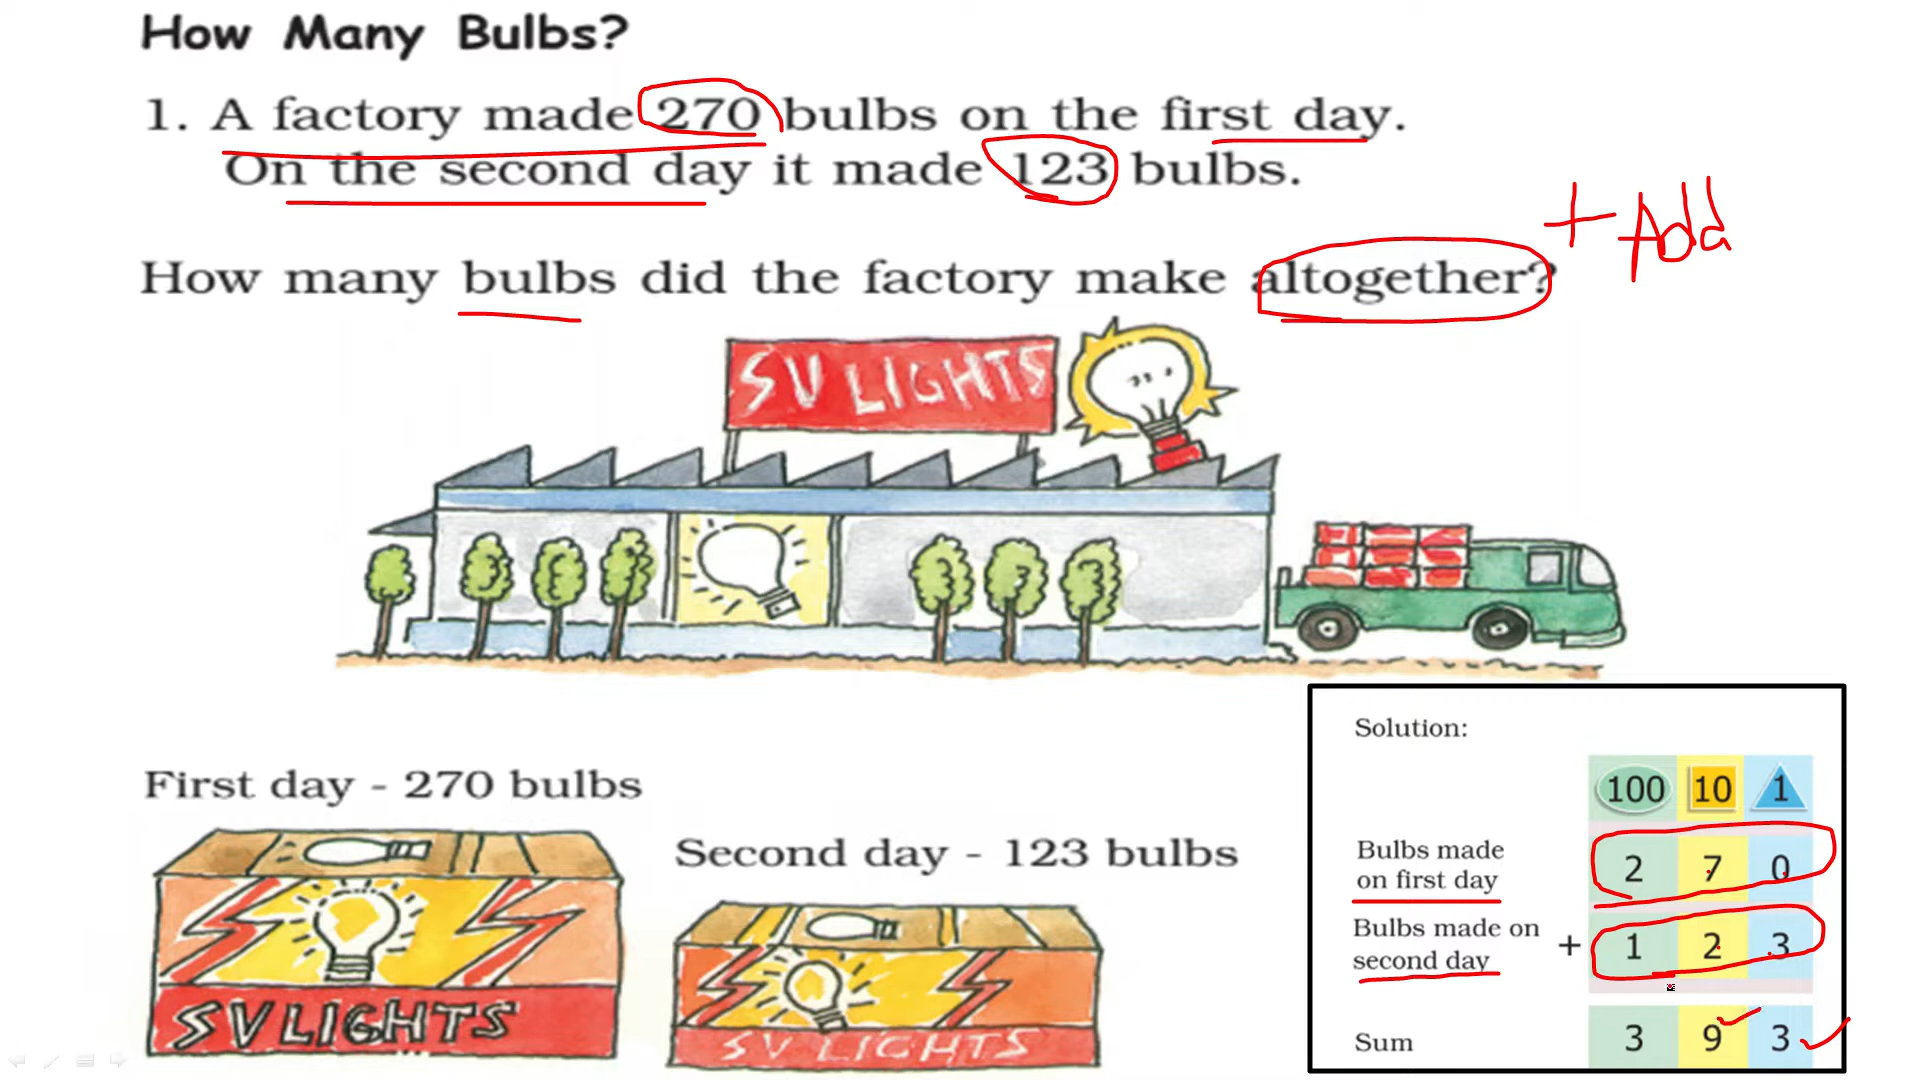 How Many Bulbs?
1. A factory made 270 bulbs on the first day.
On the second day it made 123 bulbs.
+ Add
How many bulbs did the factory make altogether?
SV LIGHTS
First day - 270 bulbs
Second day - 123 bulbs
SV LIGHTS
SV LIGHTS
Solution:
100 10 1
Bulbs made
on first day
2 7 0
Bulbs made on
second day
+ 1 2 3
Sum 3 9 3